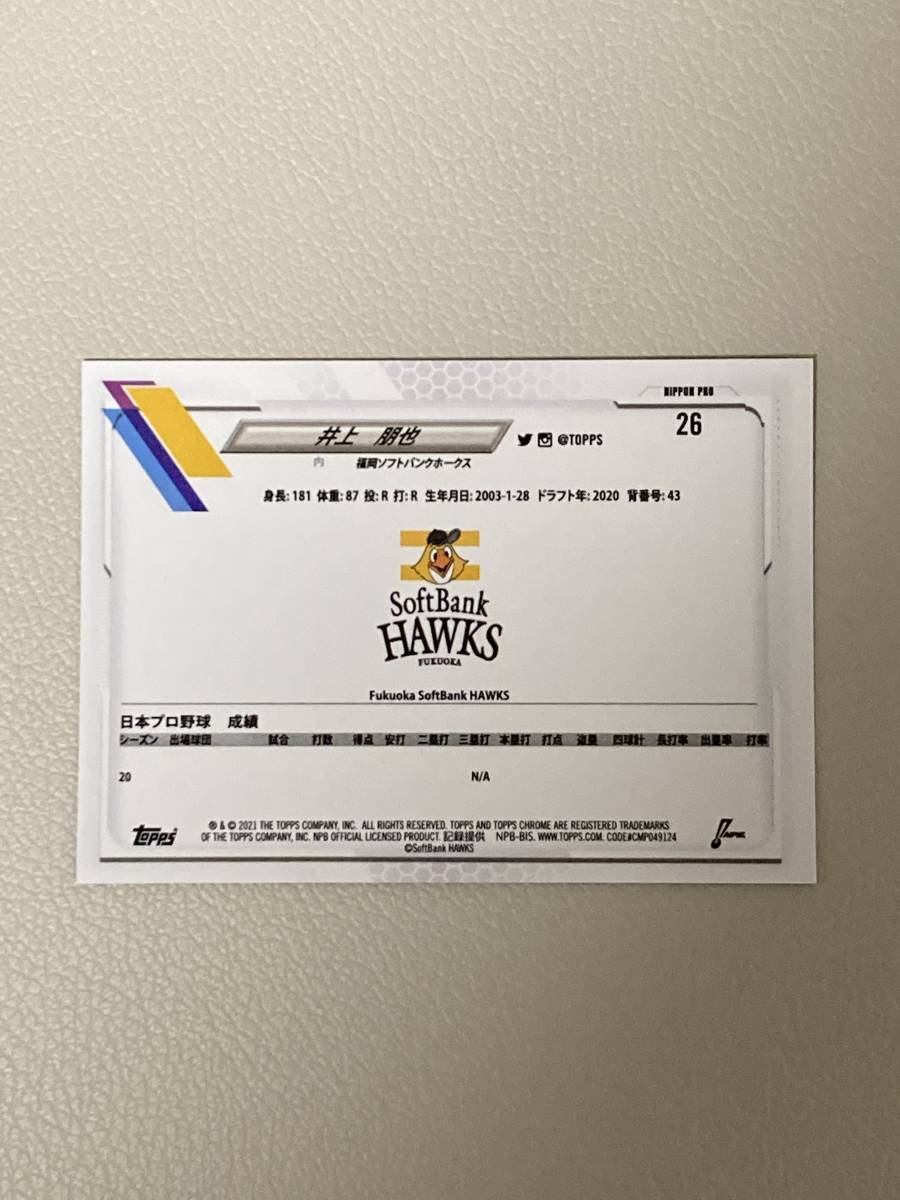 NIPPON PRO
26
井上 朋也
@TOPPS
内 福岡ソフトバンクホークス
身長: 181 体重: 87 投: R 打: R 生年月日: 2003-1-28 ドラフト年: 2020 背番号: 43
SoftBank
HAWKS
FUKUOKA
Fukuoka SoftBank HAWKS
日本プロ野球 成績
シーズン 出場球団 試合 打数 得点 安打 二塁打 三塁打 本塁打 打点 盗塁 四球計 長打率 出塁率 打率
20 N/A
Topps
® & © 2021 THE TOPPS COMPANY, INC. ALL RIGHTS RESERVED. TOPPS AND TOPPS CHROME ARE REGISTERED TRADEMARKS
OF THE TOPPS COMPANY, INC. NPB OFFICIAL LICENSED PRODUCT. 記録提供 NPB-BIS. WWW.TOPPS.COM. CODE#CMP049124
©SoftBank HAWKS